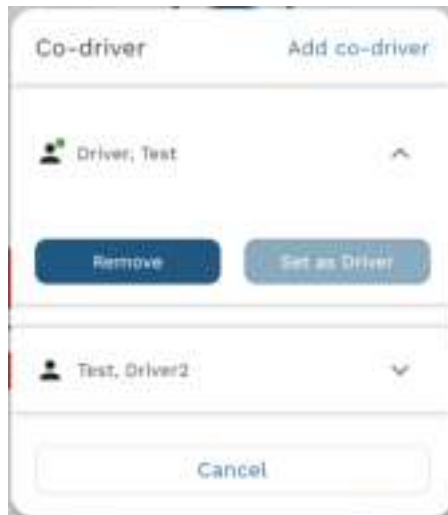 Co-driver Add co-driver
Driver, Test
Remove Set as Driver
Test, Driver2
Cancel